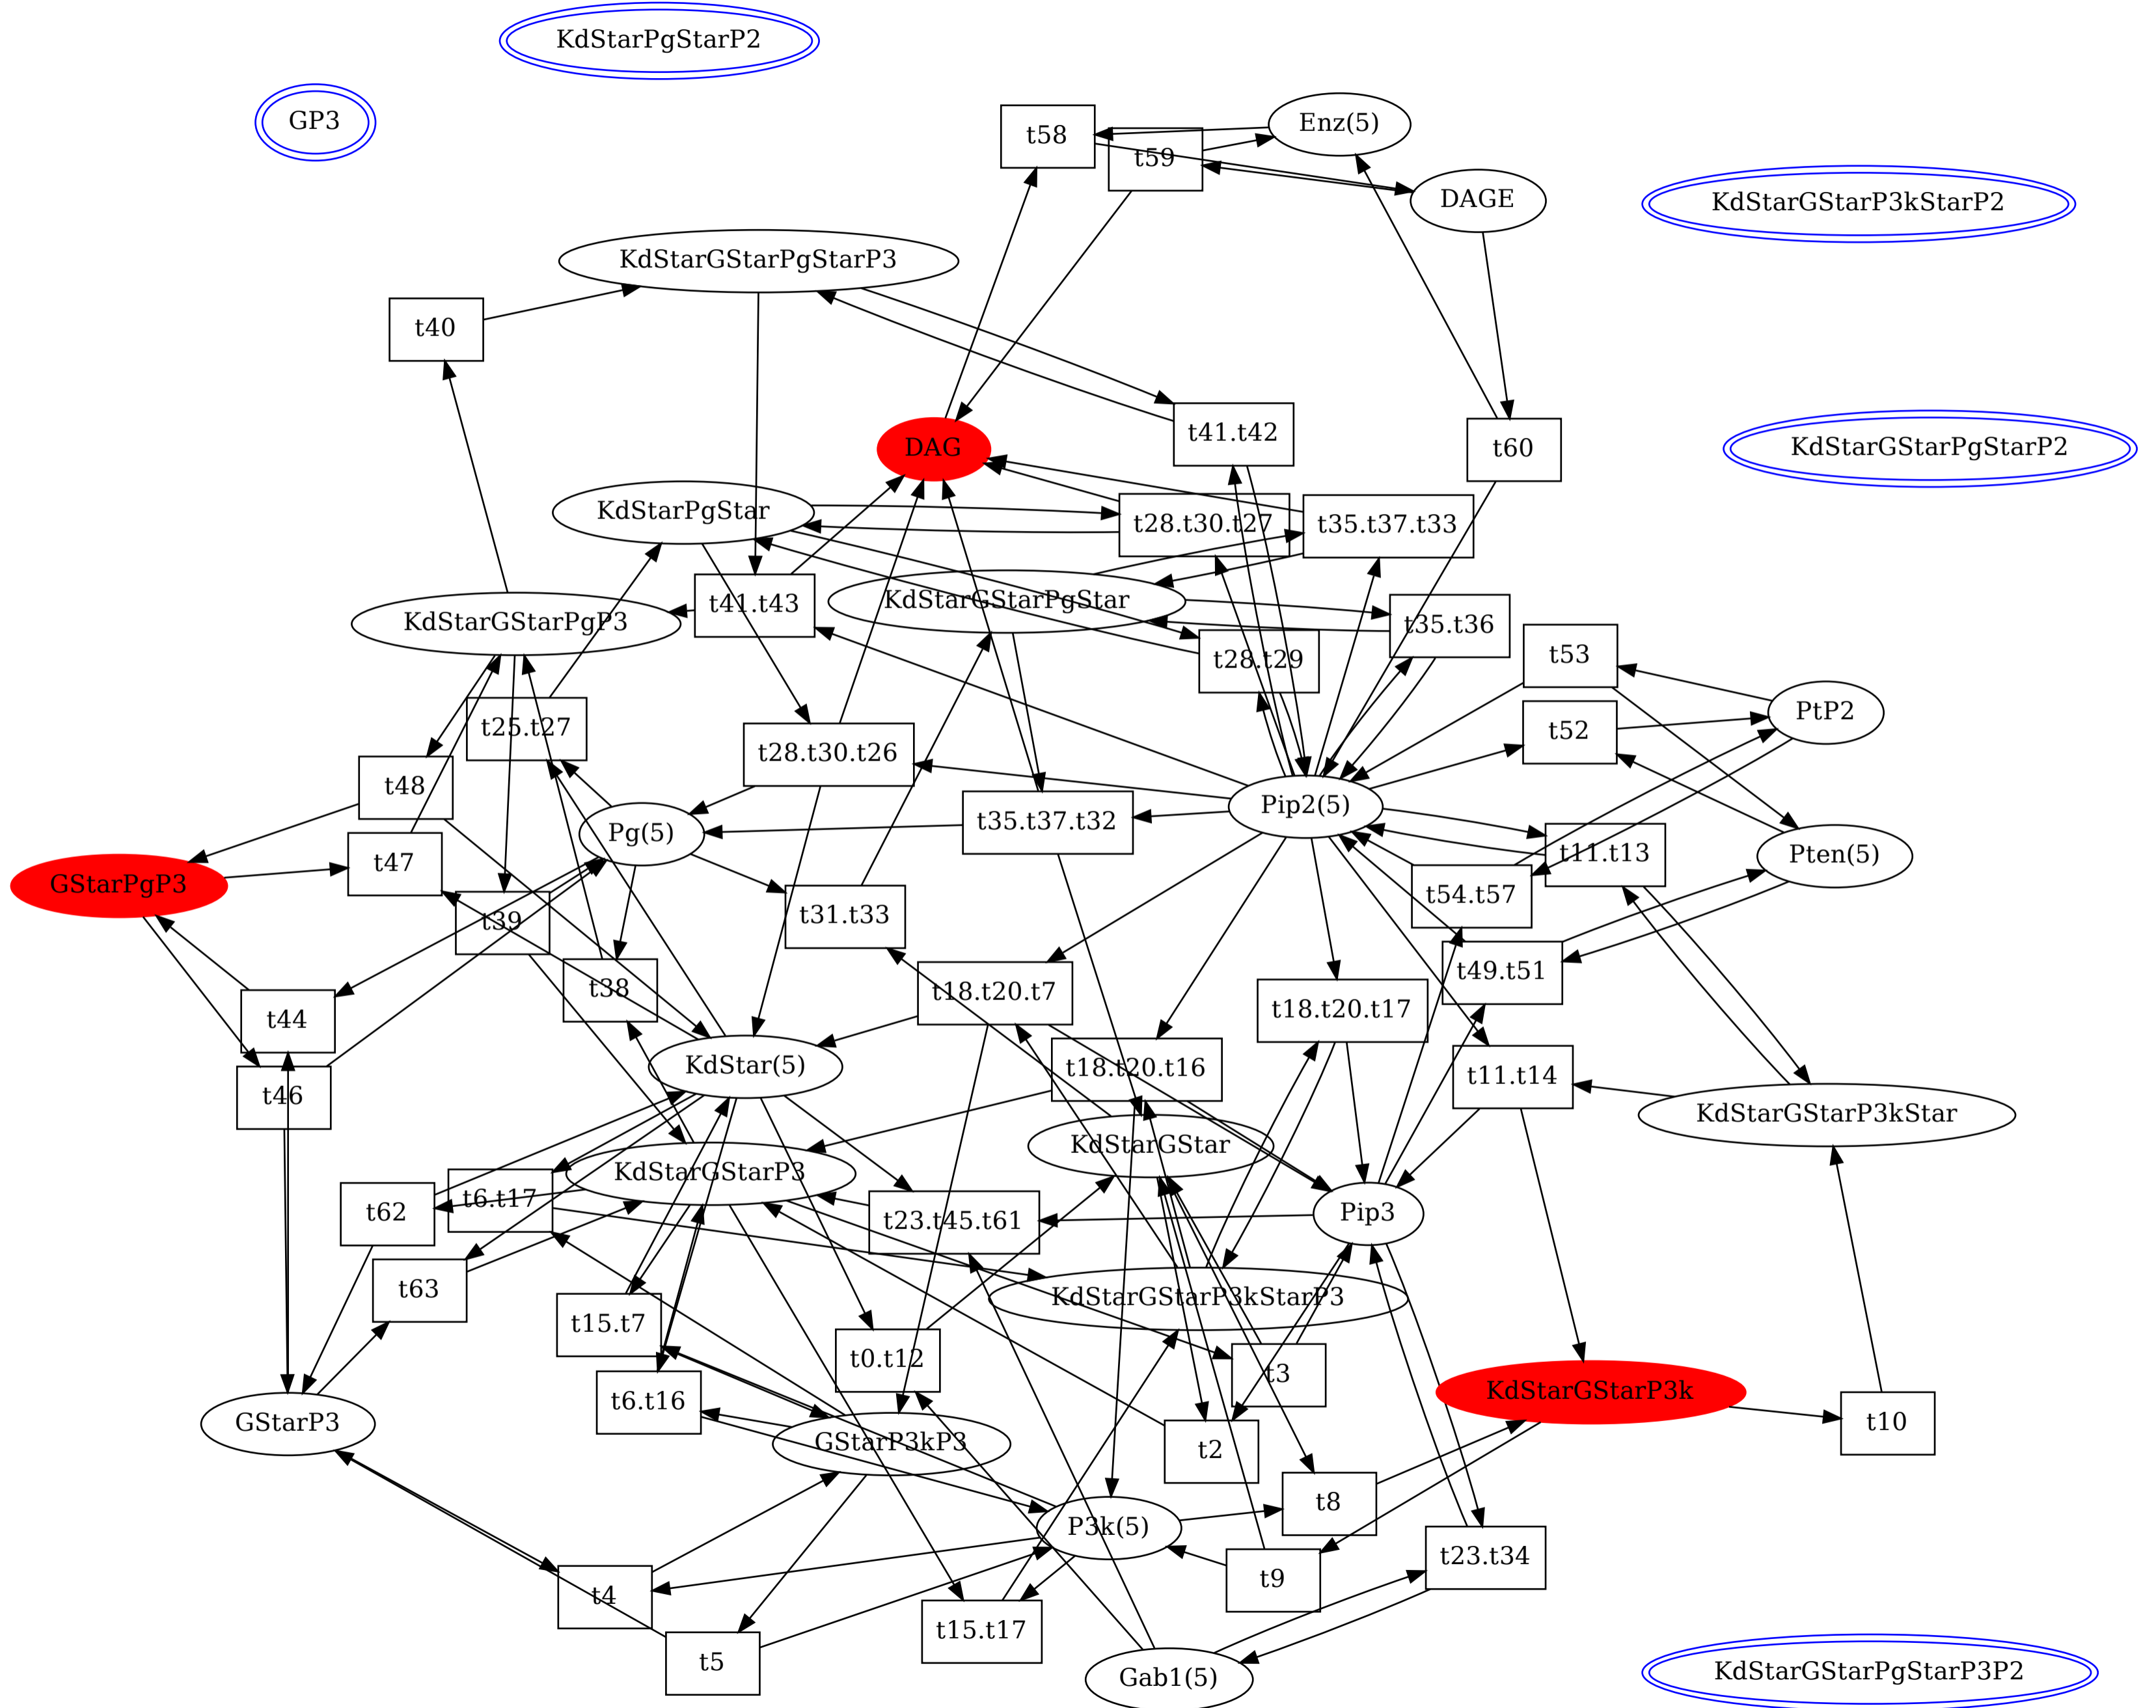 KdStarPgStarP2
GP3
Enz(5)
t58
t59
DAGE
KdStarGStarP3kStarP2
KdStarGStarPgStarP3
t40
t41.t42
DAG
t60
KdStarGStarPgStarP2
KdStarPgStar
t28.t30.t27
t35.t37.t33
t41.t43
KdStarGStarPgStar
t35.t36
KdStarGStarPgP3
t28.t29
t53
PtP2
t25.t27
t52
t28.t30.t26
t48
Pip2(5)
t35.t37.t32
Pg(5)
t11.t13
Pten(5)
t47
GStarPgP3
t54.t57
t39
t31.t33
t49.t51
t38
t18.t20.t7
t18.t20.t17
t44
KdStar(5)
t18.t20.t16
t11.t14
t46
KdStarGStarP3kStar
KdStarGStar
KdStarGStarP3
t6.t17
t62
Pip3
t23.t45.t61
t63
KdStarGStarP3kStarP3
t15.t7
t0.t12
t3
KdStarGStarP3k
t6.t16
GStarP3
t10
GStarP3kP3
t2
t8
P3k(5)
t23.t34
t9
t4
t15.t17
t5
Gab1(5)
KdStarGStarPgStarP3P2